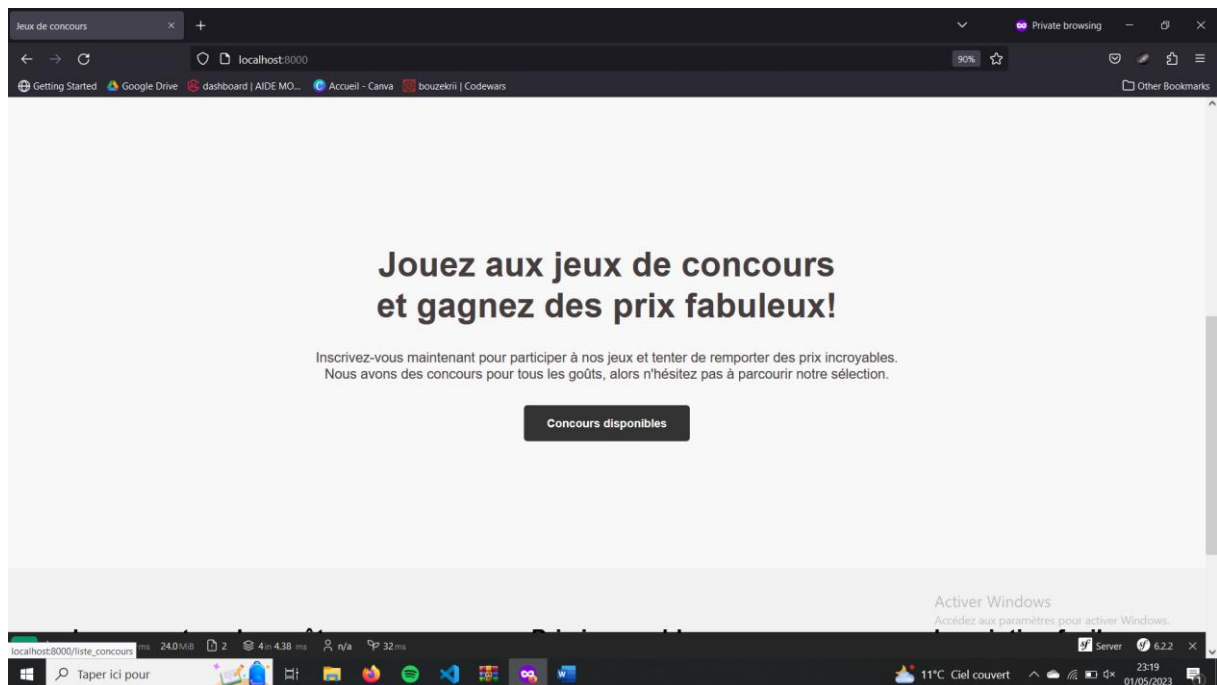 Jeux de concours
Private browsing
localhost:8000
90%
Getting Started
Google Drive
dashboard | AIDE MO...
Accueil - Canva
bouzekrii | Codewars
Other Bookmarks
Jouez aux jeux de concours
et gagnez des prix fabuleux!
Inscrivez-vous maintenant pour participer à nos jeux et tenter de remporter des prix incroyables.
Nous avons des concours pour tous les goûts, alors n'hésitez pas à parcourir notre sélection.
Concours disponibles
Activer Windows
Accédez aux paramètres pour activer Windows.
localhost:8000/liste_concours
ms 24.0 MiB 2 4 in 4.38 ms n/a 32 ms
Server 6.2.2
Taper ici pour
11°C Ciel couvert
23:19
01/05/2023